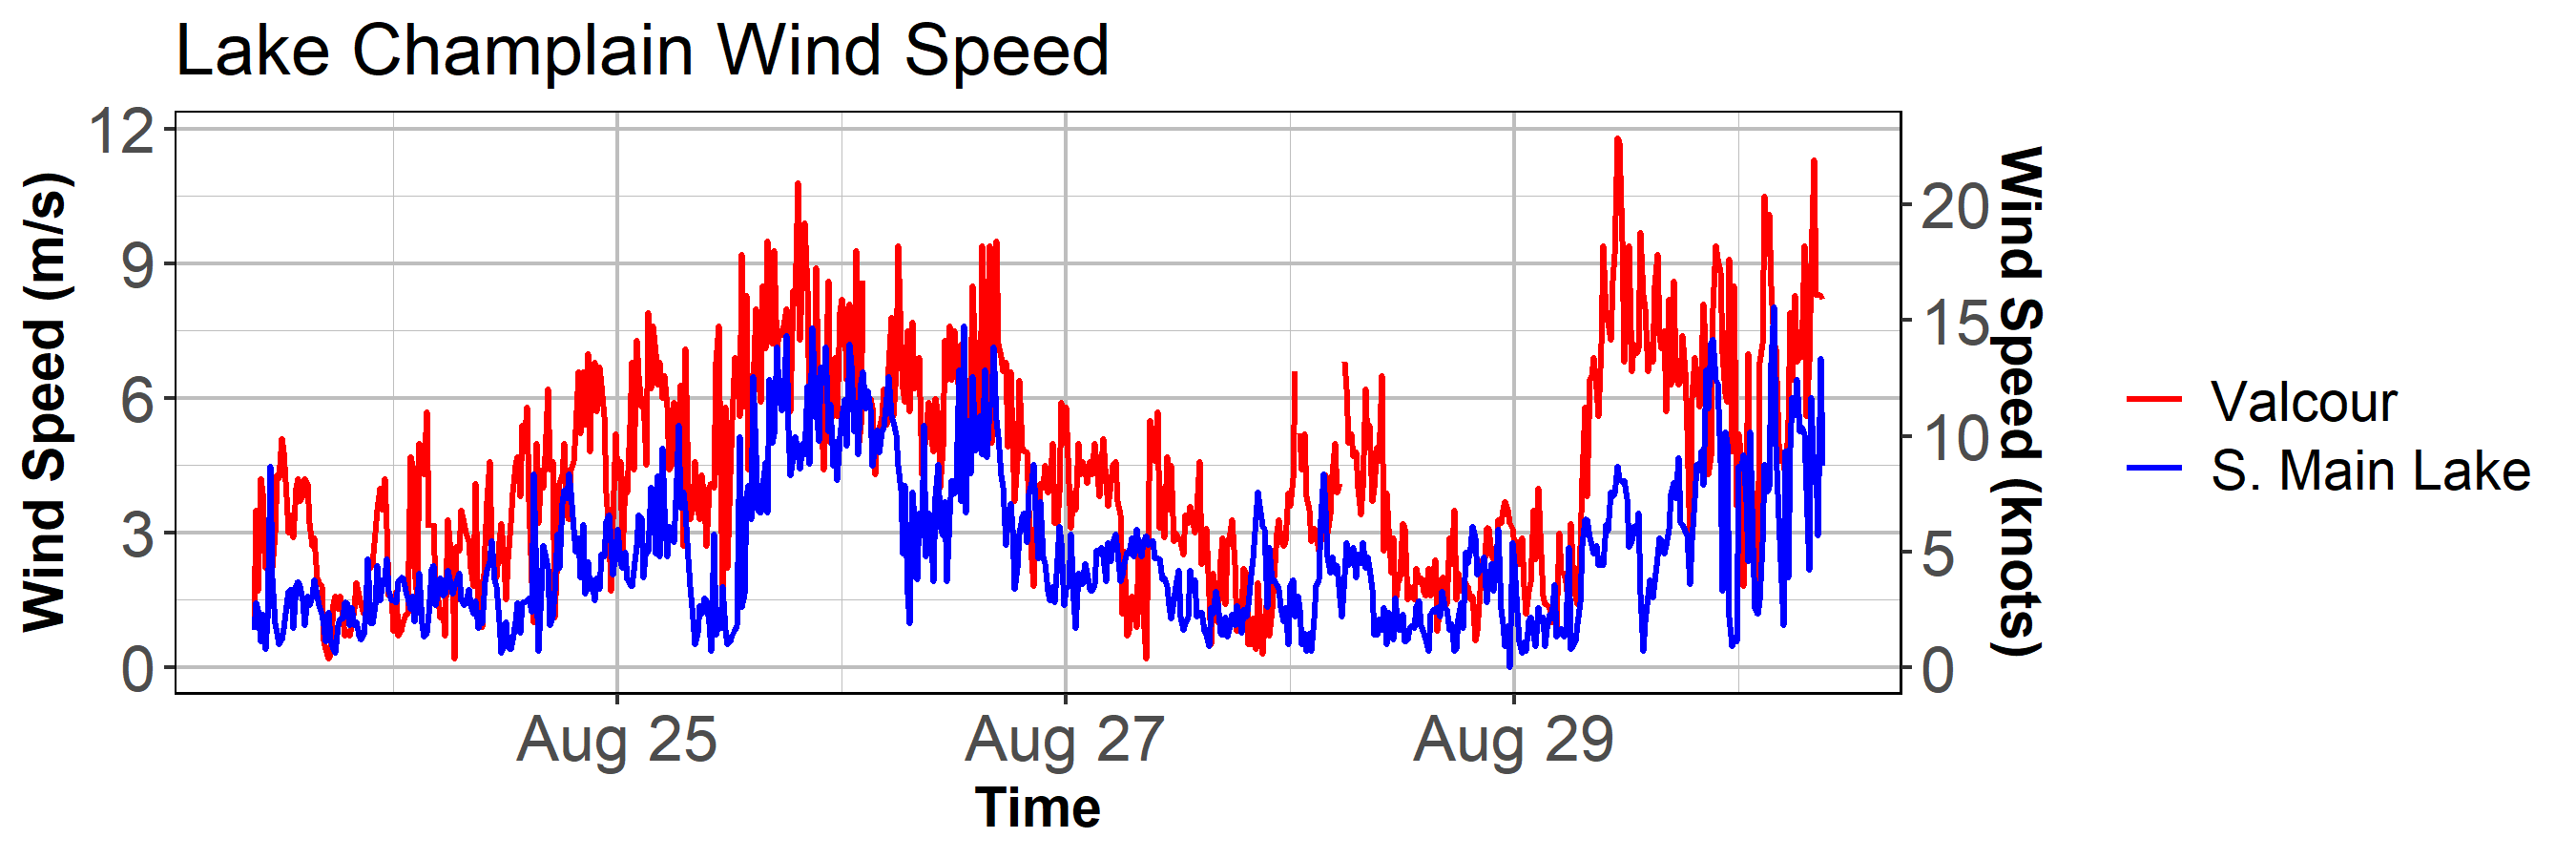 Lake Champlain Wind Speed
Wind Speed (m/s)
12
9
6
3
0
20
15
10
5
0
Wind Speed (knots)
Aug 25
Aug 27
Aug 29
Time
Valcour
S. Main Lake